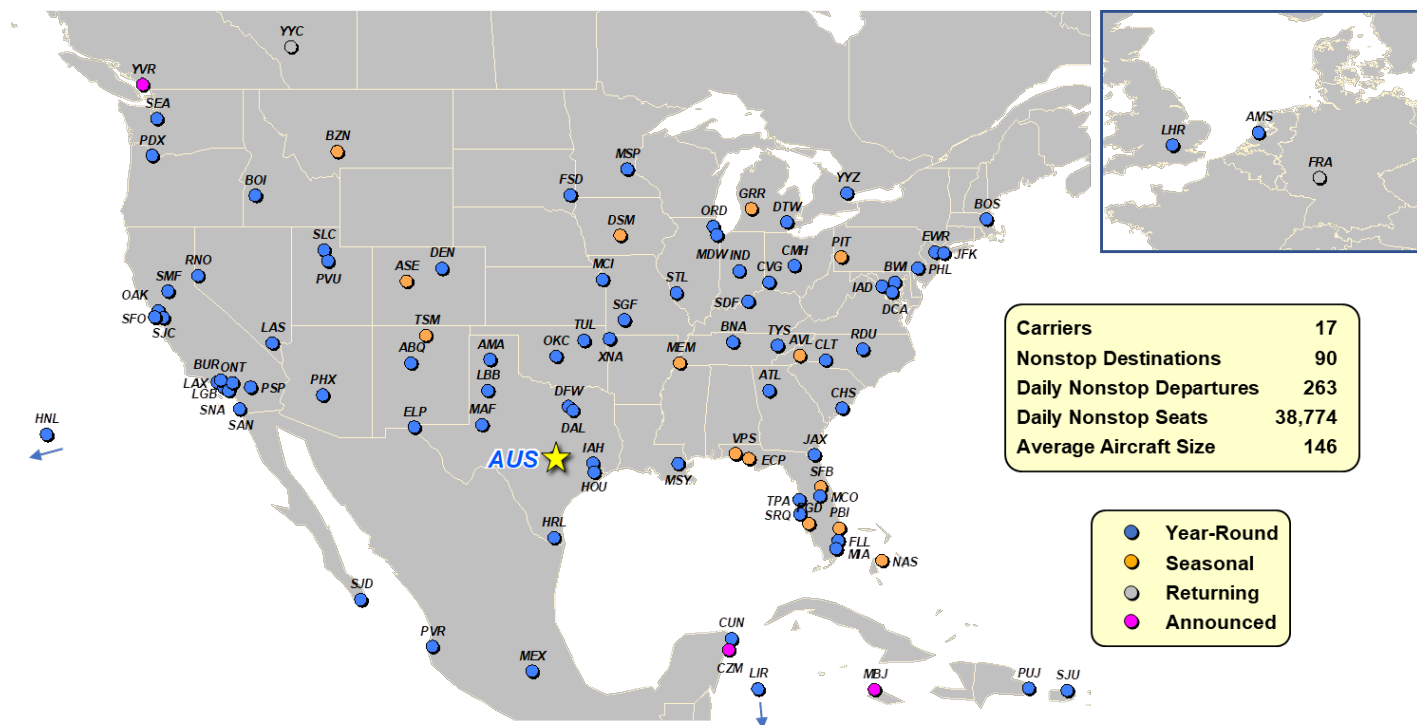 YYC
YVR
SEA
PDX
BZN
BOI
MSP
FSD
GRR
DTW
YYZ
BOS
ORD
MDW
DSM
SLC
PVU
DEN
ASE
RNO
SMF
OAK
SFO
SJC
MCI
STL
IND
CVG
CMH
PIT
EWR
JFK
PHL
BWI
IAD
DCA
SDF
SGF
TUL
XNA
OKC
TSM
ABQ
LAS
BUR
ONT
LAX
LGB
PSP
SNA
SAN
PHX
AMA
LBB
MAF
ELP
DFW
DAL
MEM
BNA
TYS
AVL
CLT
RDU
ATL
CHS
HNL
AUS
IAH
HOU
MSY
VPS
ECP
JAX
SFB
MCO
TPA
SRQ
PGD
PBI
FLL
MIA
NAS
HRL
SJD
PVR
MEX
CUN
CZM
LIR
MBJ
PUJ
SJU
LHR
AMS
FRA
Carriers 17
Nonstop Destinations 90
Daily Nonstop Departures 263
Daily Nonstop Seats 38,774
Average Aircraft Size 146
Year-Round
Seasonal
Returning
Announced